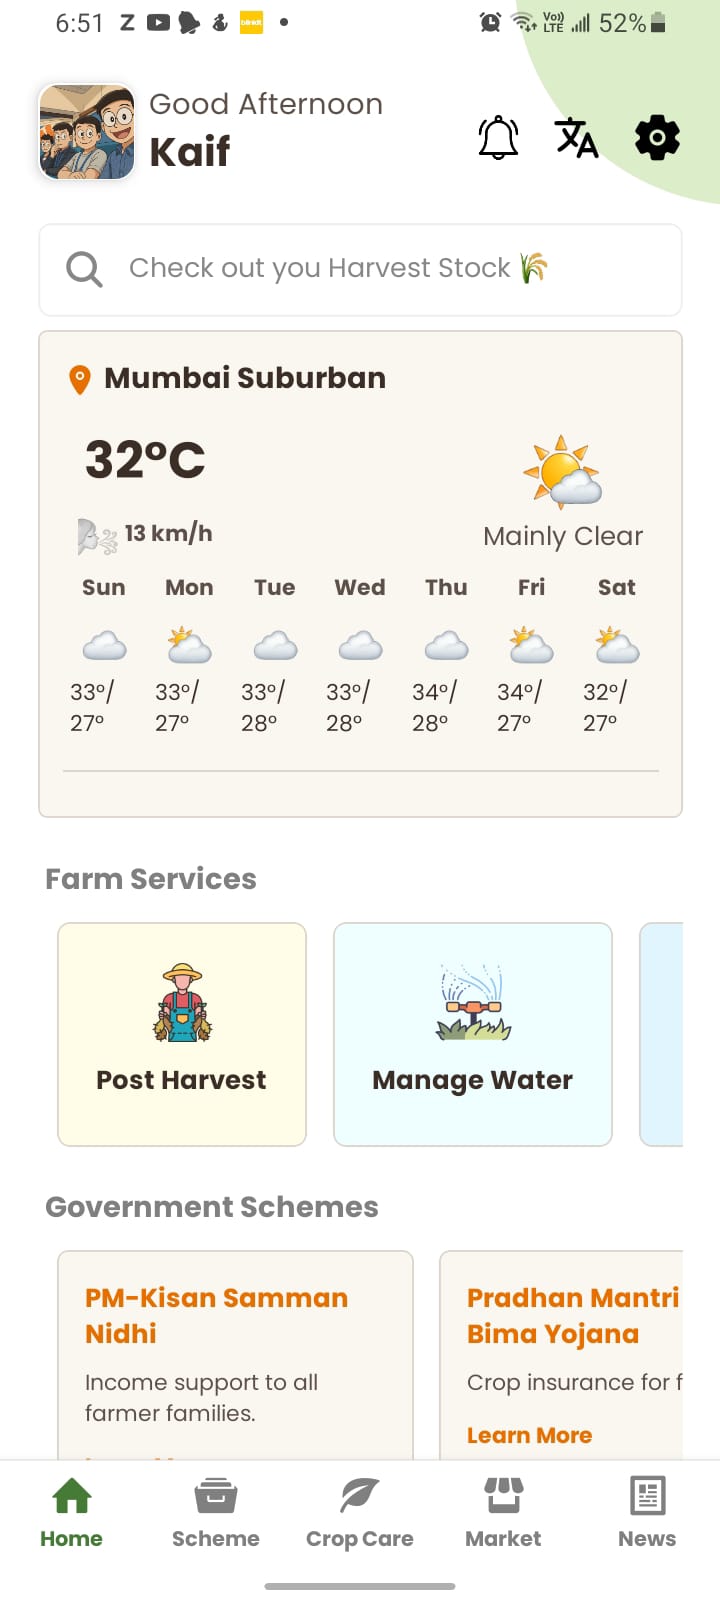 6:51 Z blinkit Vo)) LTE 52%
Good Afternoon
Kaif
Check out you Harvest Stock
Mumbai Suburban
32°C
13 km/h
Mainly Clear
Sun Mon Tue Wed Thu Fri Sat
33°/ 33°/ 33°/ 33°/ 34°/ 34°/ 32°/
27° 27° 28° 28° 28° 27° 27°
Farm Services
Post Harvest Manage Water
Government Schemes
PM-Kisan Samman
Nidhi
Income support to all
farmer families.
Pradhan Mantri
Bima Yojana
Crop insurance for f
Learn More
Home Scheme Crop Care Market News